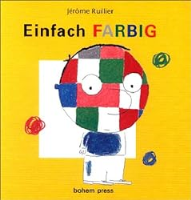 Jérôme Ruillier
Einfach FARBIG
bohem press